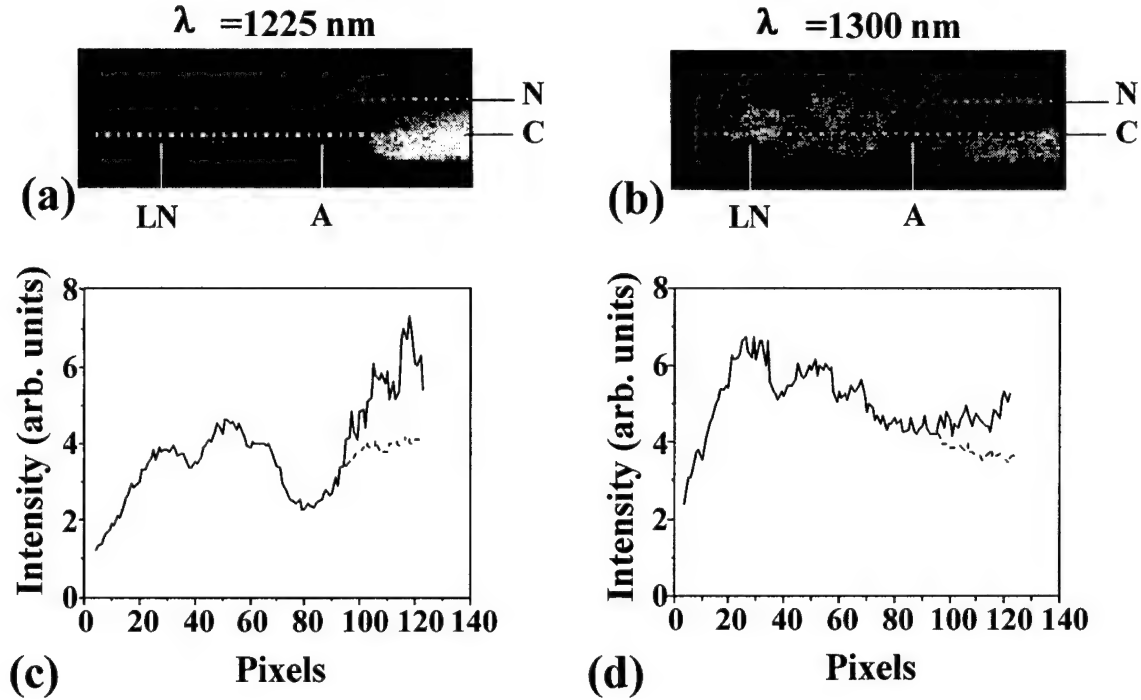 λ =1225 nm
N
C
(a)
LN
A
λ =1300 nm
N
C
(b)
LN
A
Intensity (arb. units)
8
6
4
2
0
0 20 40 60 80 100 120 140
(c)
Pixels
Intensity (arb. units)
8
6
4
2
0
0 20 40 60 80 100 120 140
(d)
Pixels